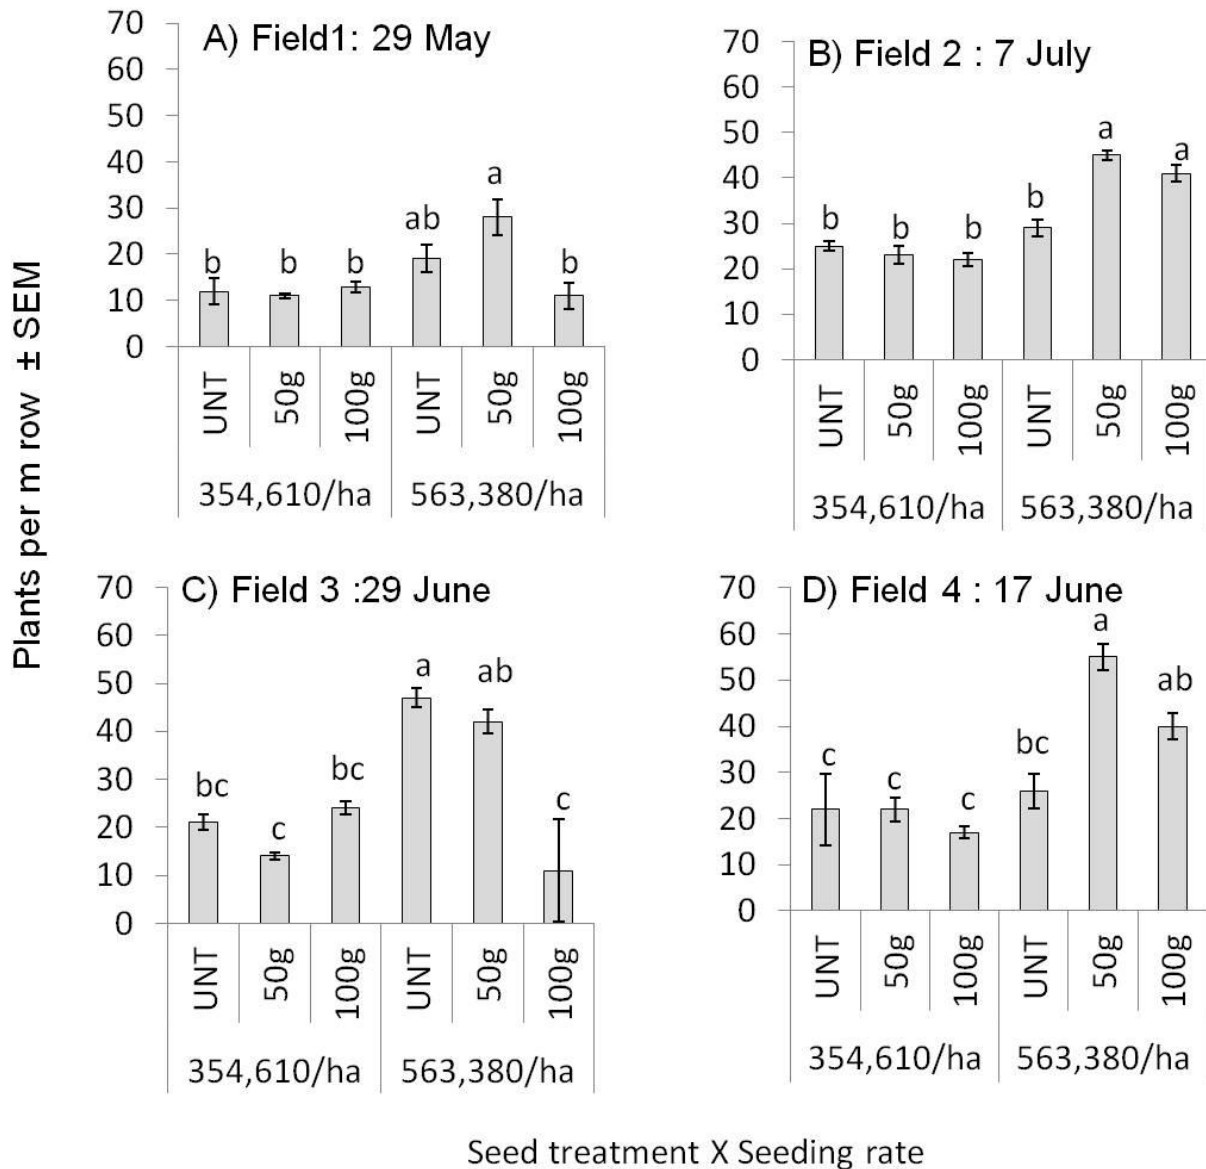 Plants per m row ± SEM
A) Field1: 29 May
70
60
50
40
30
20
10
0
b
b
b
ab
a
b
UNT
50g
100g
UNT
50g
100g
354,610/ha
563,380/ha
B) Field 2 : 7 July
70
60
50
40
30
20
10
0
b
b
b
b
a
a
UNT
50g
100g
UNT
50g
100g
354,610/ha
563,380/ha
C) Field 3 :29 June
70
60
50
40
30
20
10
0
bc
c
bc
a
ab
c
UNT
50g
100g
UNT
50g
100g
354,610/ha
563,380/ha
D) Field 4 : 17 June
70
60
50
40
30
20
10
0
c
c
c
bc
a
ab
UNT
50g
100g
UNT
50g
100g
354,610/ha
563,380/ha
Seed treatment X Seeding rate